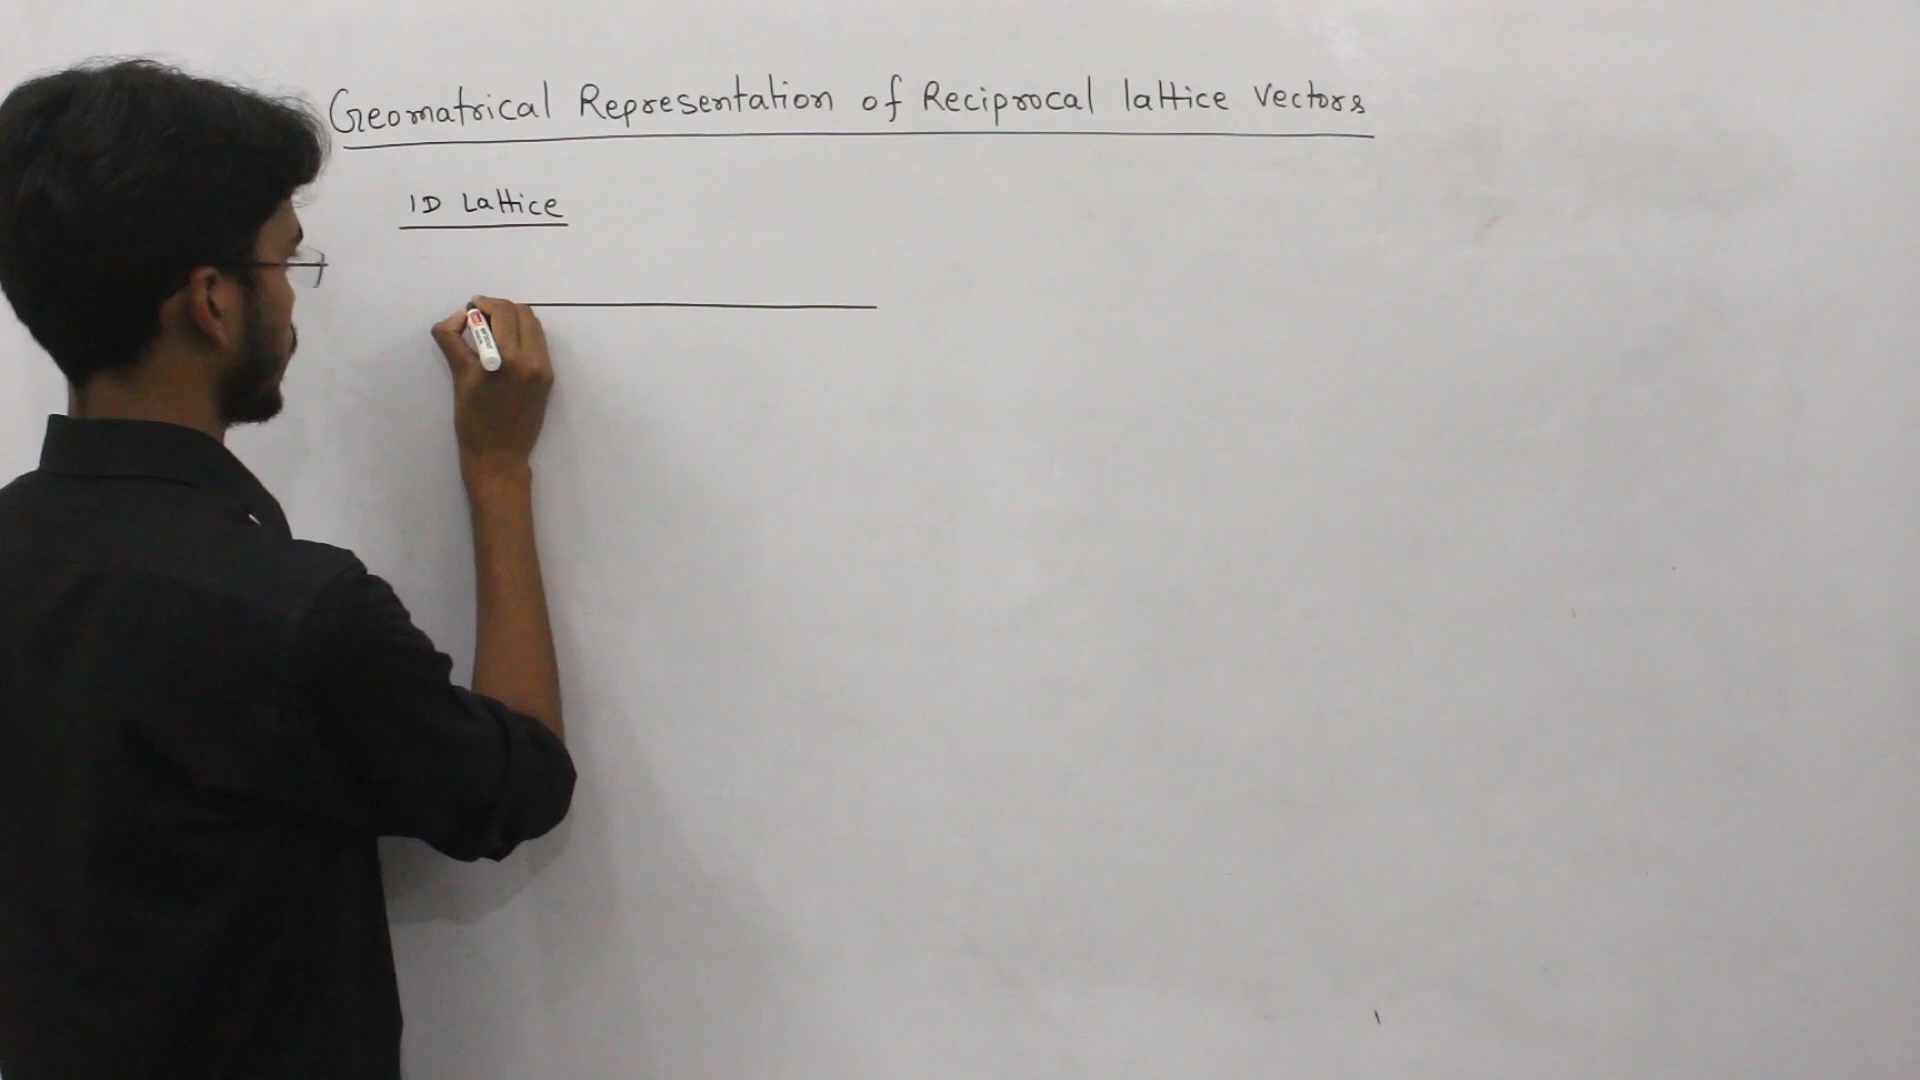 Geomatrical Representation of Reciprocal lattice Vectors
1D Lattice